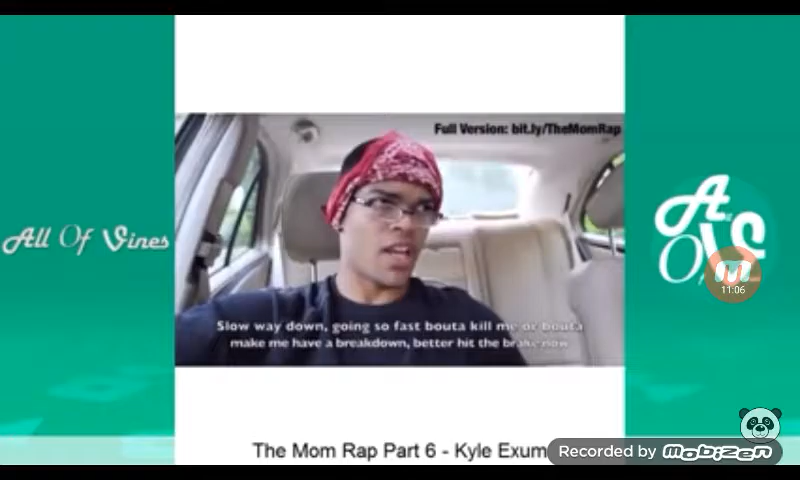 Full Version: bit.ly/TheMomRap
All Of Vines
A
OV
11:06
Slow way down, going so fast bouta kill me or bouta
make me have a breakdown, better hit the brake now
The Mom Rap Part 6 - Kyle Exum
Recorded by mobizen